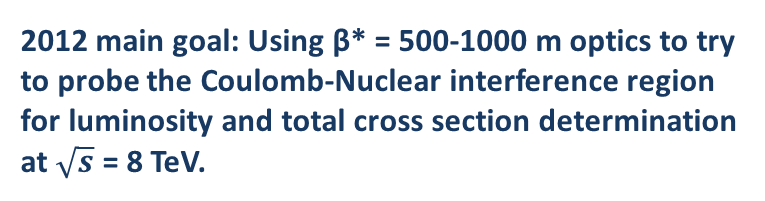 2012 main goal: Using β* = 500-1000 m optics to try
to probe the Coulomb-Nuclear interference region
for luminosity and total cross section determination
at √s = 8 TeV.